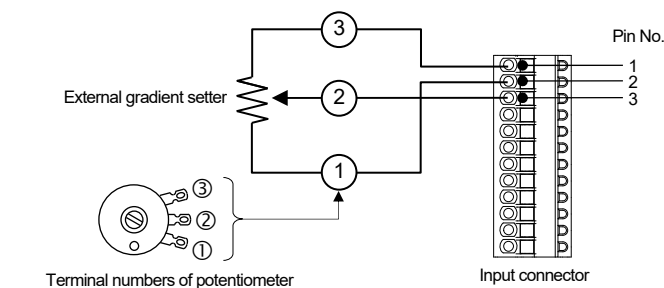 3
Pin No.
1
2
3
External gradient setter
2
1
③
②
①
Terminal numbers of potentiometer
Input connector